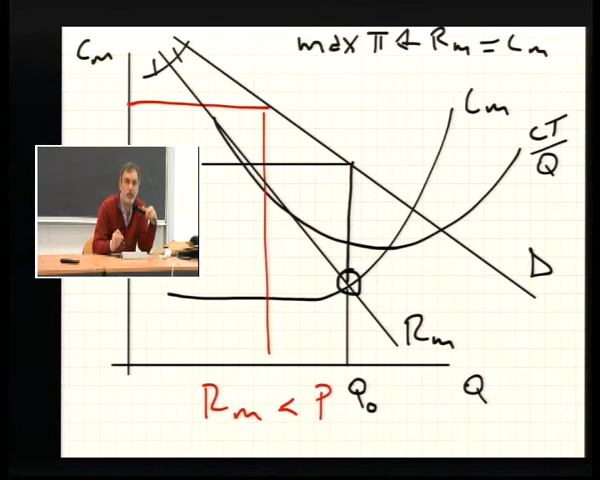 max π ↔ Rm = Cm
Cm
Cm
CT/Q
D
Rm
Q₀
Q
Rm < P